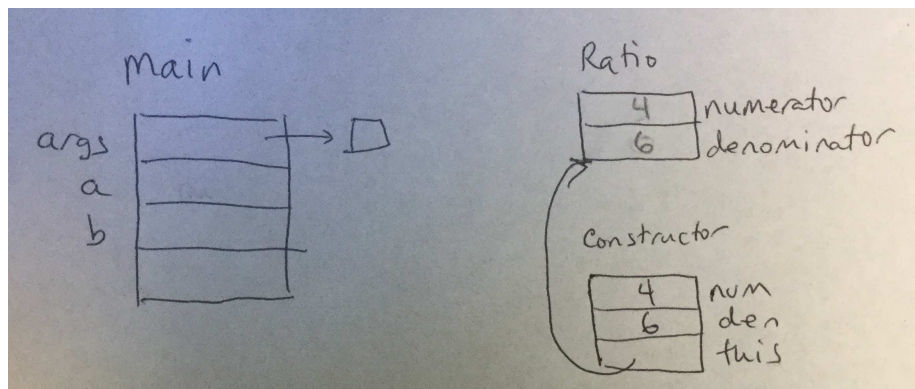 Main
args
a
b
Ratio
4 numerator
6 denominator
Constructor
4 num
6 den
this